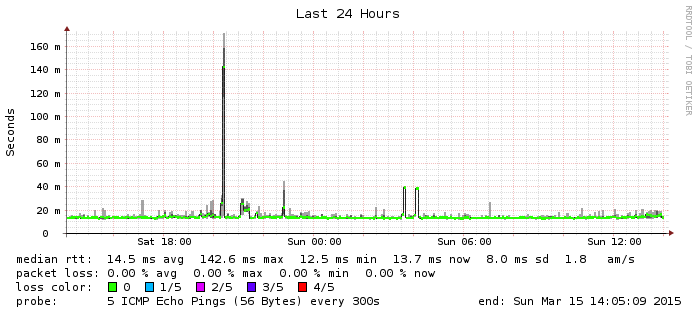 Last 24 Hours
RRDTOOL / TOBI OETIKER
Seconds
160 m
140 m
120 m
100 m
80 m
60 m
40 m
20 m
0
Sat 18:00 Sun 00:00 Sun 06:00 Sun 12:00
median rtt: 14.5 ms avg 142.6 ms max 12.5 ms min 13.7 ms now 8.0 ms sd 1.8 am/s
packet loss: 0.00 % avg 0.00 % max 0.00 % min 0.00 % now
loss color: 0 1/5 2/5 3/5 4/5
probe: 5 ICMP Echo Pings (56 Bytes) every 300s end: Sun Mar 15 14:05:09 2015